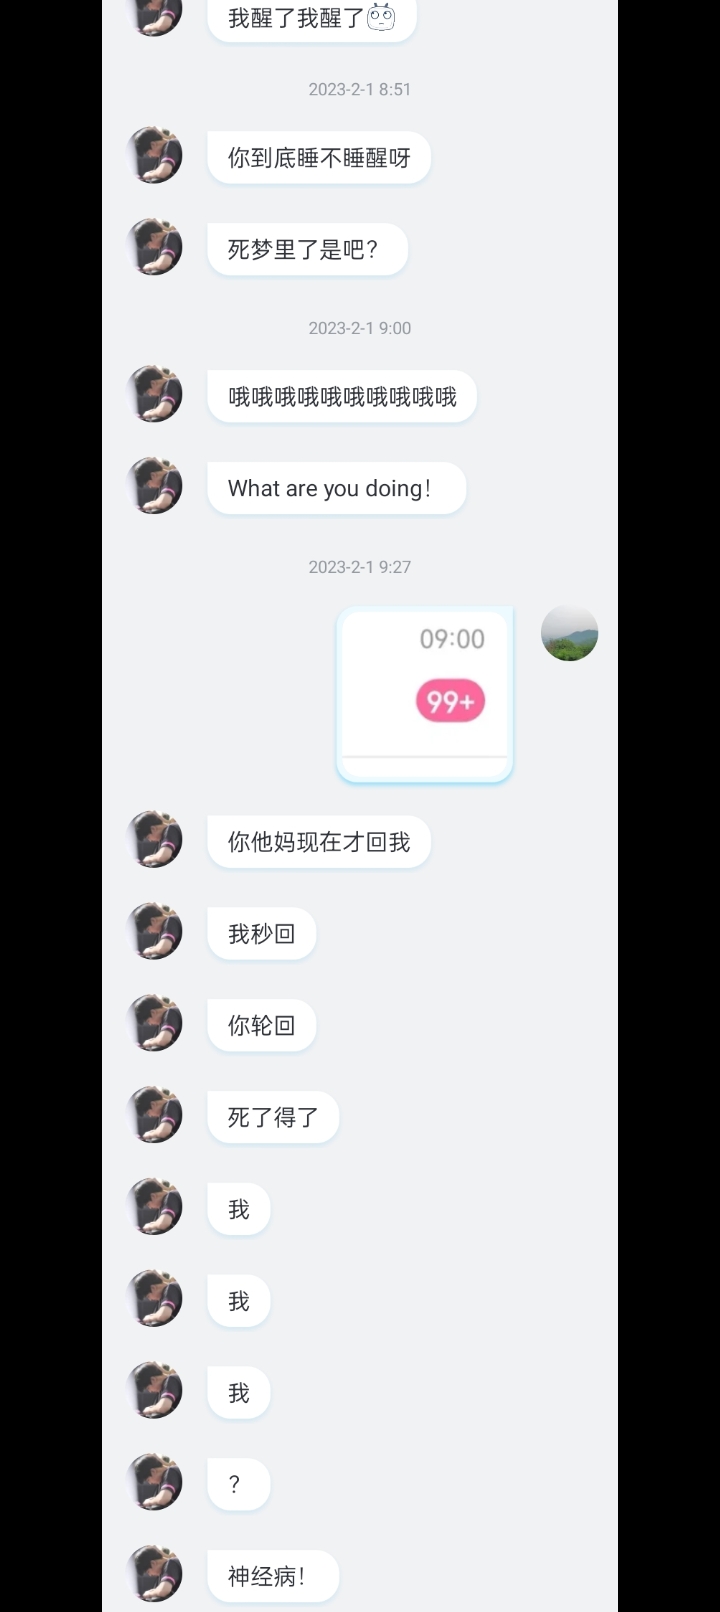 我醒了我醒了
2023-2-1 8:51
你到底睡不睡醒呀
死梦里了是吧？
2023-2-1 9:00
哦哦哦哦哦哦哦哦哦哦
What are you doing！
2023-2-1 9:27
09:00
99+
你他妈现在才回我
我秒回
你轮回
死了得了
我
我
我
？
神经病！